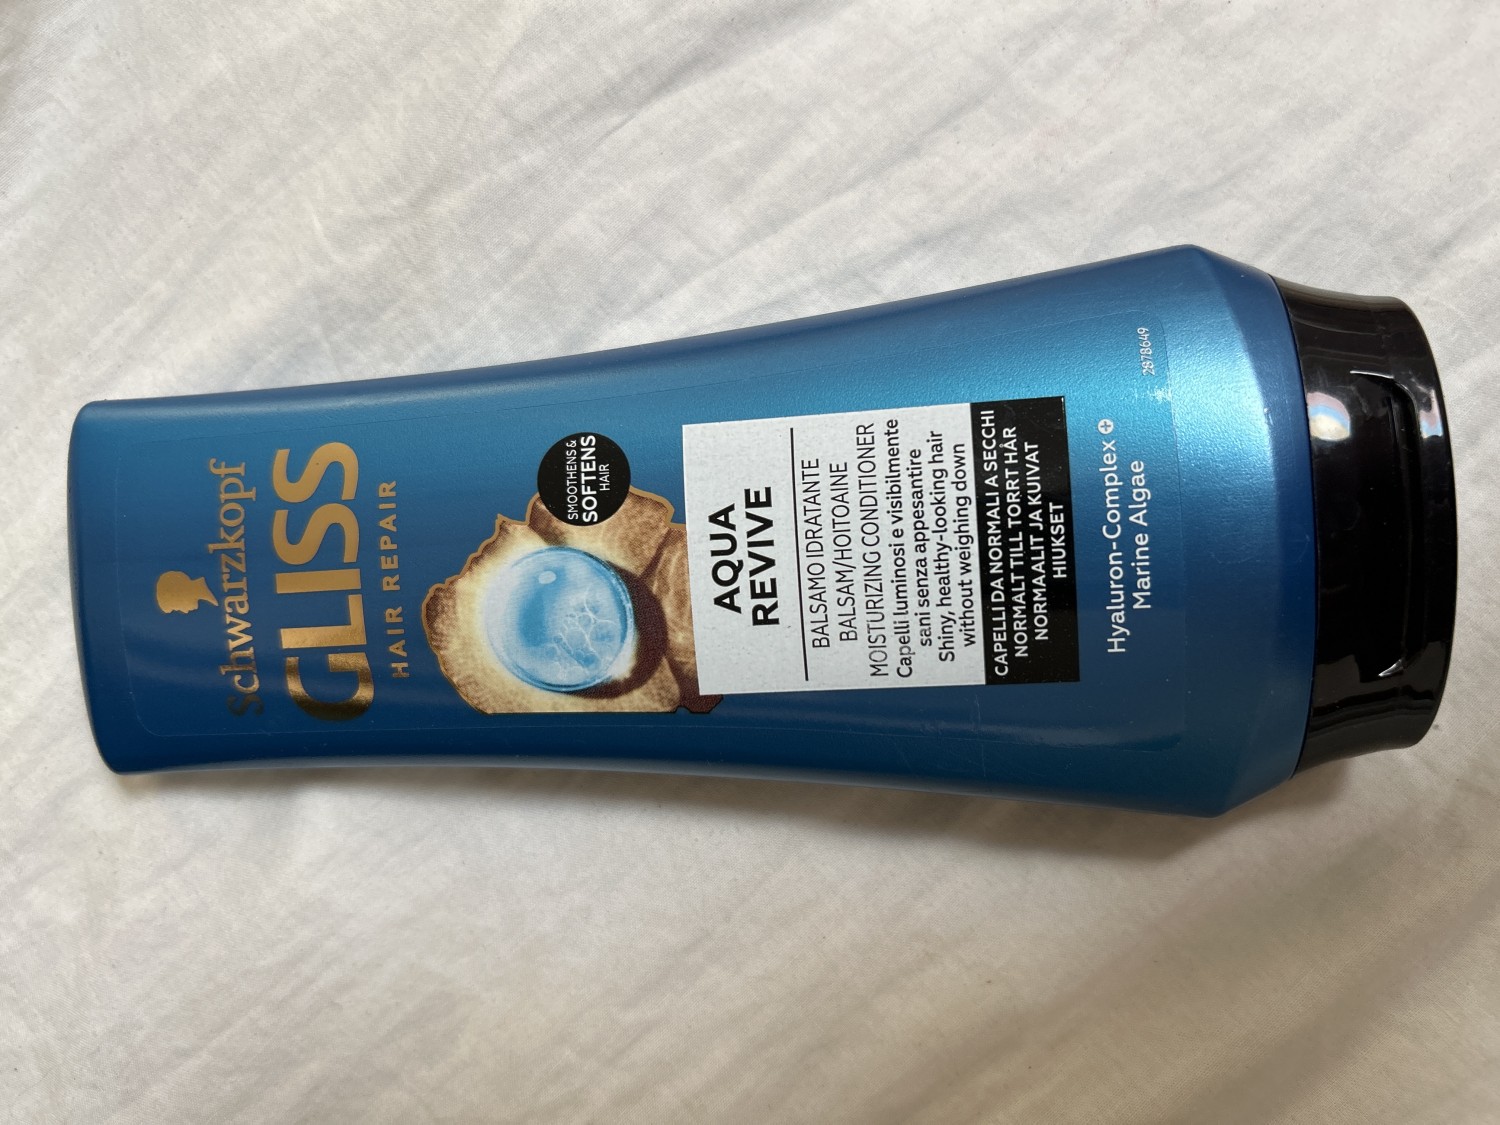 Schwarzkopf
GLISS
HAIR REPAIR
SMOOTHENS &
SOFTENS
HAIR
AQUA
REVIVE
BALSAMO IDRATANTE
BALSAM/HOITOAINE
MOISTURIZING CONDITIONER
Capelli luminosi e visibilmente
sani senza appesantire
Shiny, healthy-looking hair
without weighing down
CAPELLI DA NORMALI A SECCHI
NORMALT TILL TORRT HÅR
NORMAALIT JA KUIVAT
HIUKSET
Hyaluron-Complex +
Marine Algae
2878649